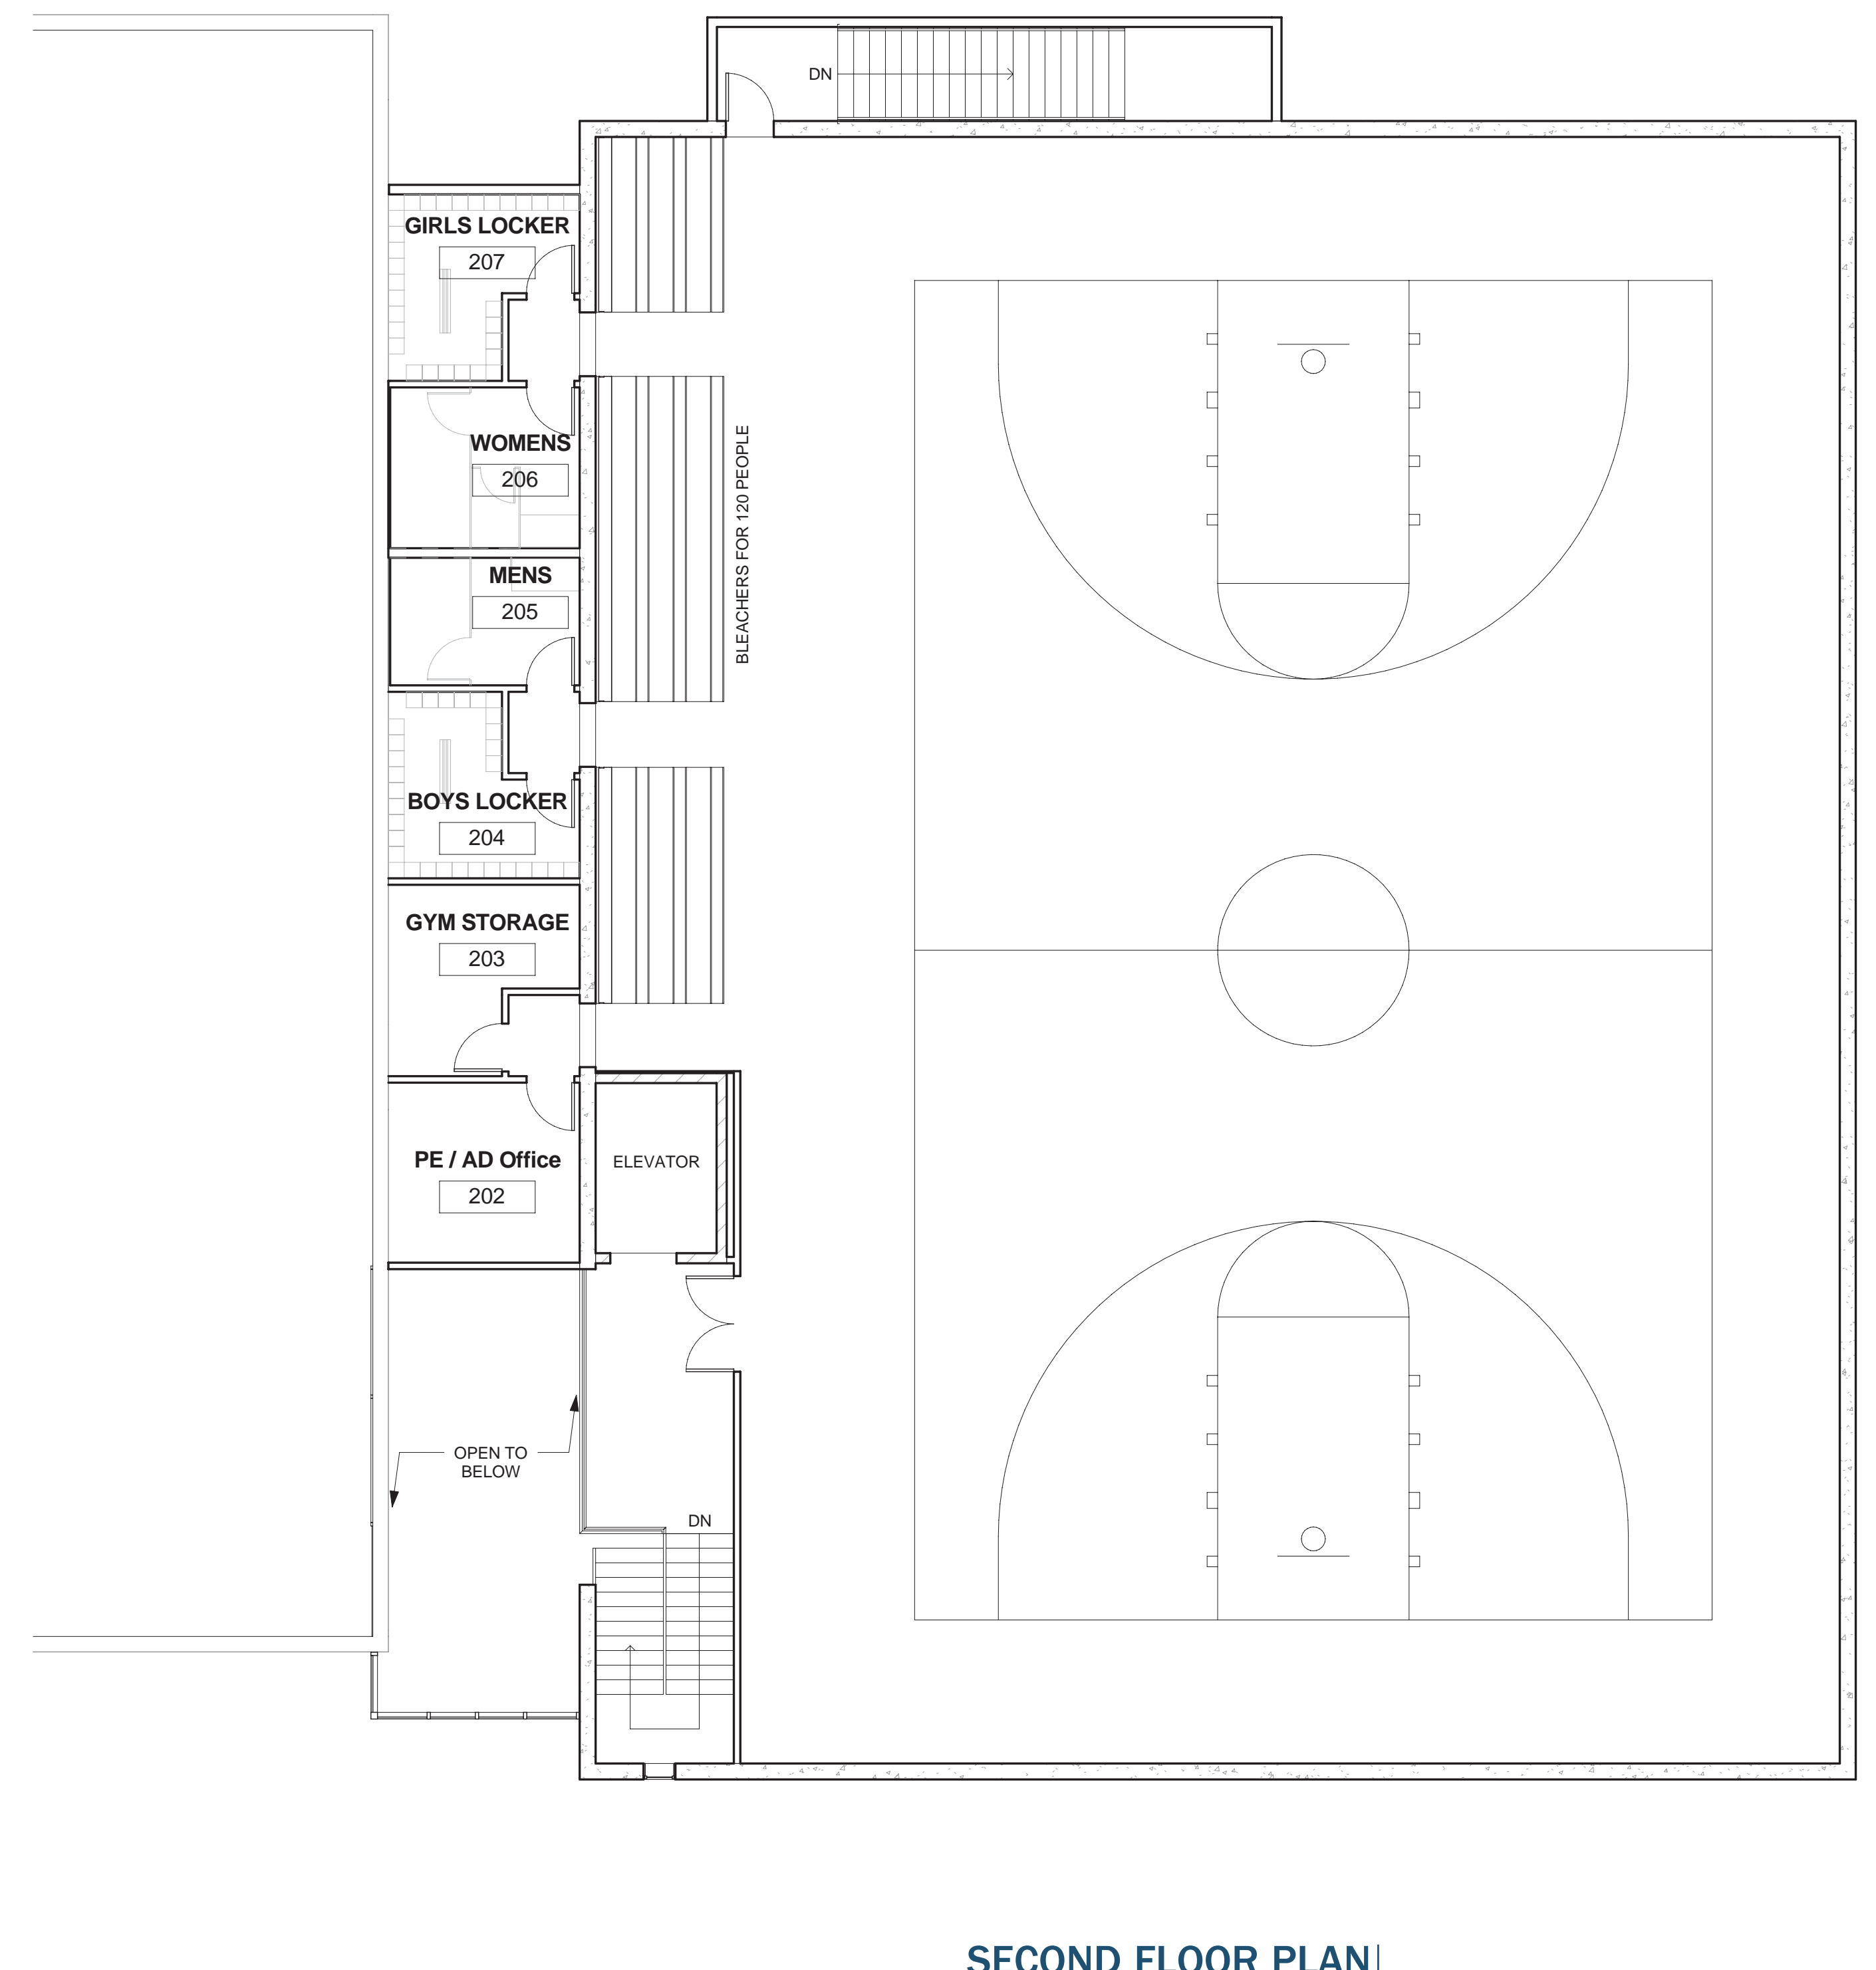 DN
GIRLS LOCKER
207
WOMENS
206
BLEACHERS FOR 120 PEOPLE
MENS
205
BOYS LOCKER
204
GYM STORAGE
203
PE / AD Office
202
ELEVATOR
OPEN TO
BELOW
DN
SECOND FLOOR PLAN